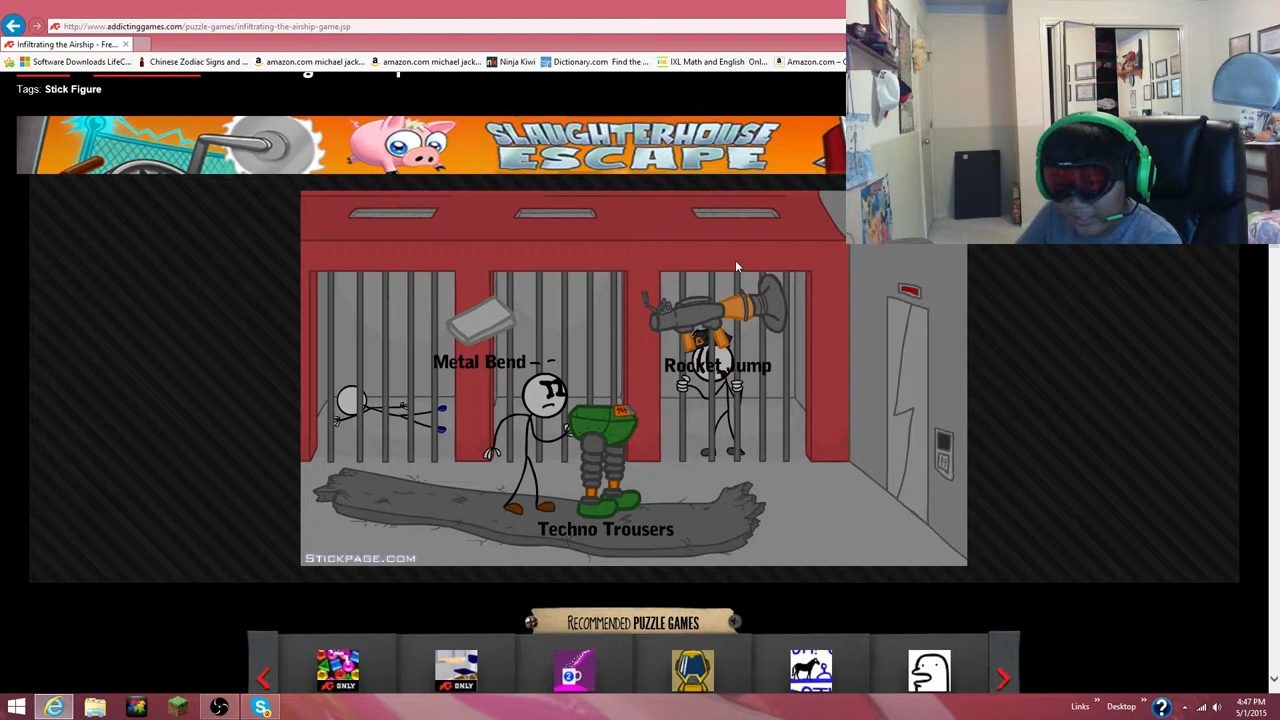 http://www.addictinggames.com/puzzle-games/infiltrating-the-airship-game.jsp
Infiltrating the Airship - Fre...
Software Downloads LifeC...
Chinese Zodiac Signs and ...
amazon.com michael jack...
amazon.com michael jack...
Ninja Kiwi
Dictionary.com Find the ...
IXL Math and English Onl...
Amazon.com –
Tags: Stick Figure
SLAUGHTERHOUSE
ESCAPE
Metal Bend
Rocket Jump
Techno Trousers
STICKPAGE.COM
RECOMMENDED PUZZLE GAMES
ONLY
ONLY
2
Links
Desktop
4:47 PM
5/1/2015